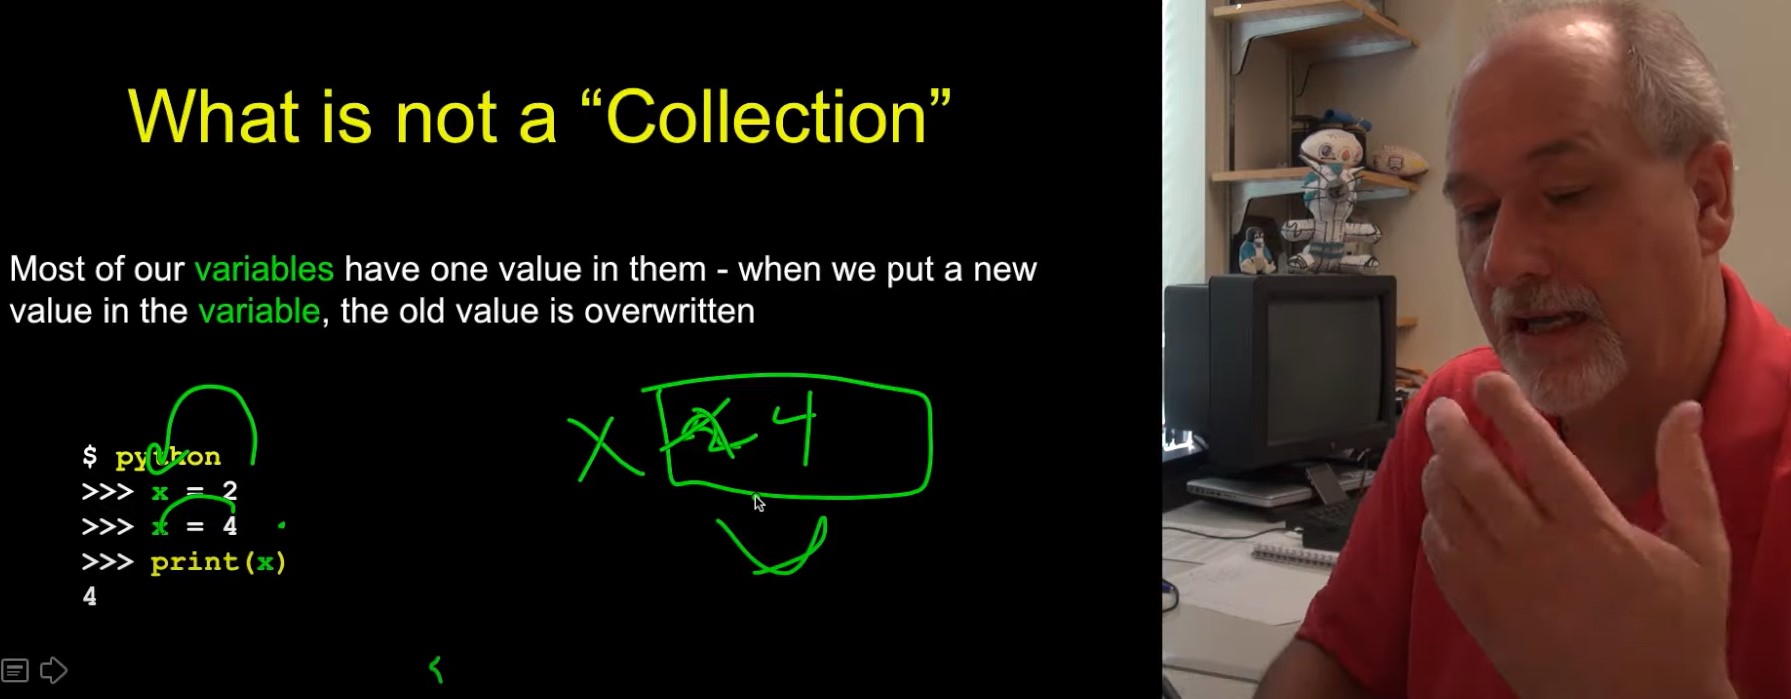 What is not a “Collection”
Most of our variables have one value in them - when we put a new
value in the variable, the old value is overwritten
$ python
>>> x = 2
>>> x = 4
>>> print(x)
4
X 2 4